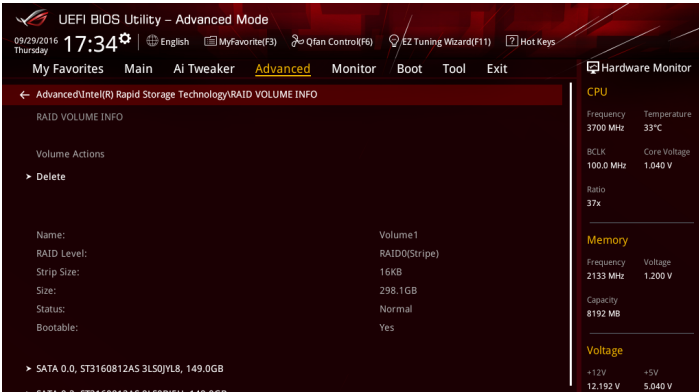 UEFI BIOS Utility – Advanced Mode
09/29/2016 Thursday 17:34 English MyFavorite(F3) Qfan Control(F6) EZ Tuning Wizard(F11) ? Hot Keys
My Favorites Main Ai Tweaker Advanced Monitor Boot Tool Exit
← Advanced\Intel(R) Rapid Storage Technology\RAID VOLUME INFO
RAID VOLUME INFO
Volume Actions
> Delete
Name: Volume1
RAID Level: RAID0(Stripe)
Strip Size: 16KB
Size: 298.1GB
Status: Normal
Bootable: Yes
> SATA 0.0, ST3160812AS 3LS0JYL8, 149.0GB
Hardware Monitor
CPU
Frequency Temperature
3700 MHz 33°C
BCLK Core Voltage
100.0 MHz 1.040 V
Ratio
37x
Memory
Frequency Voltage
2133 MHz 1.200 V
Capacity
8192 MB
Voltage
+12V +5V
12.192 V 5.040 V